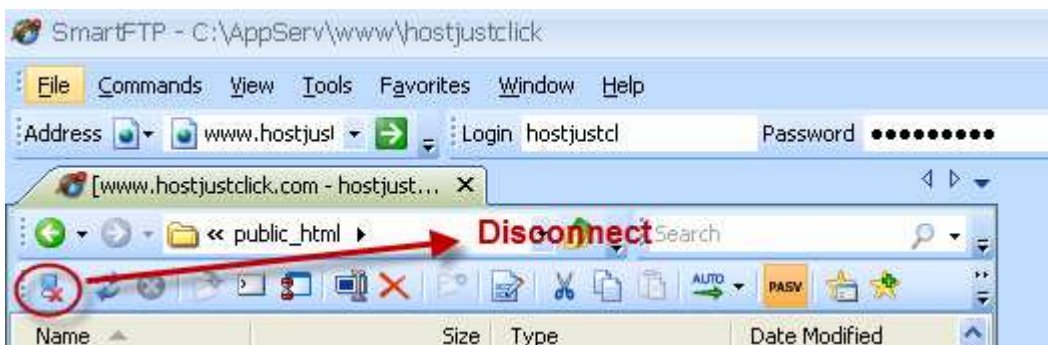 SmartFTP - C:\AppServ\www\hostjustclick
File Commands View Tools Favorites Window Help
Address www.hostjusl Login hostjustcl Password ●●●●●●●●●
[www.hostjustclick.com - hostjust... X
« public_html Disconnect Search
AUTO PASV
Name Size Type Date Modified